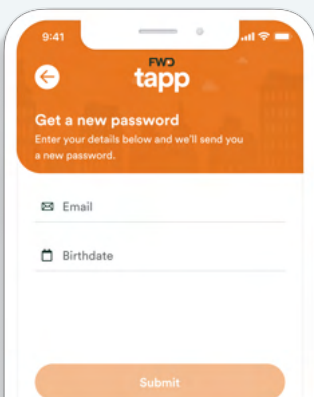 9:41
FWD
tapp
Get a new password
Enter your details below and we'll send you
a new password.
Email
Birthdate
Submit